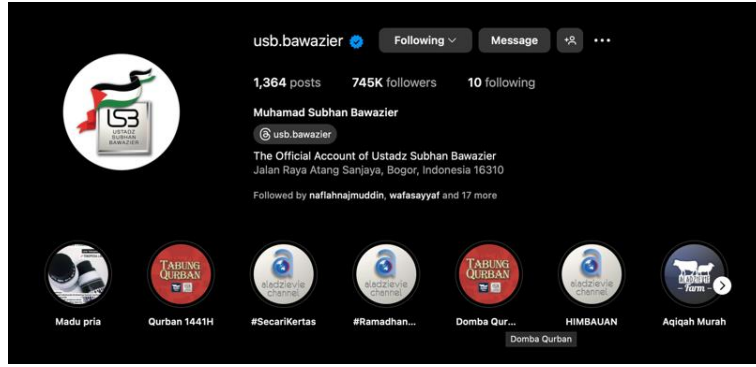 usb.bawazier Following Message
1,364 posts 745K followers 10 following
Muhamad Subhan Bawazier
usb.bawazier
The Official Account of Ustadz Subhan Bawazier
Jalan Raya Atang Sanjaya, Bogor, Indonesia 16310
Followed by naflahnajmuddin, wafasayyaf and 17 more
USB
USTADZ
SUBHAN
BAWAZIER
TABUNG
QURBAN
aladzievie
channel
aladzievie
channel
TABUNG
QURBAN
aladzievie
channel
Farm
Madu pria Qurban 1441H #SecariKertas #Ramadhan... Domba Qur... HIMBAUAN Aqiqah Murah
Domba Qurban